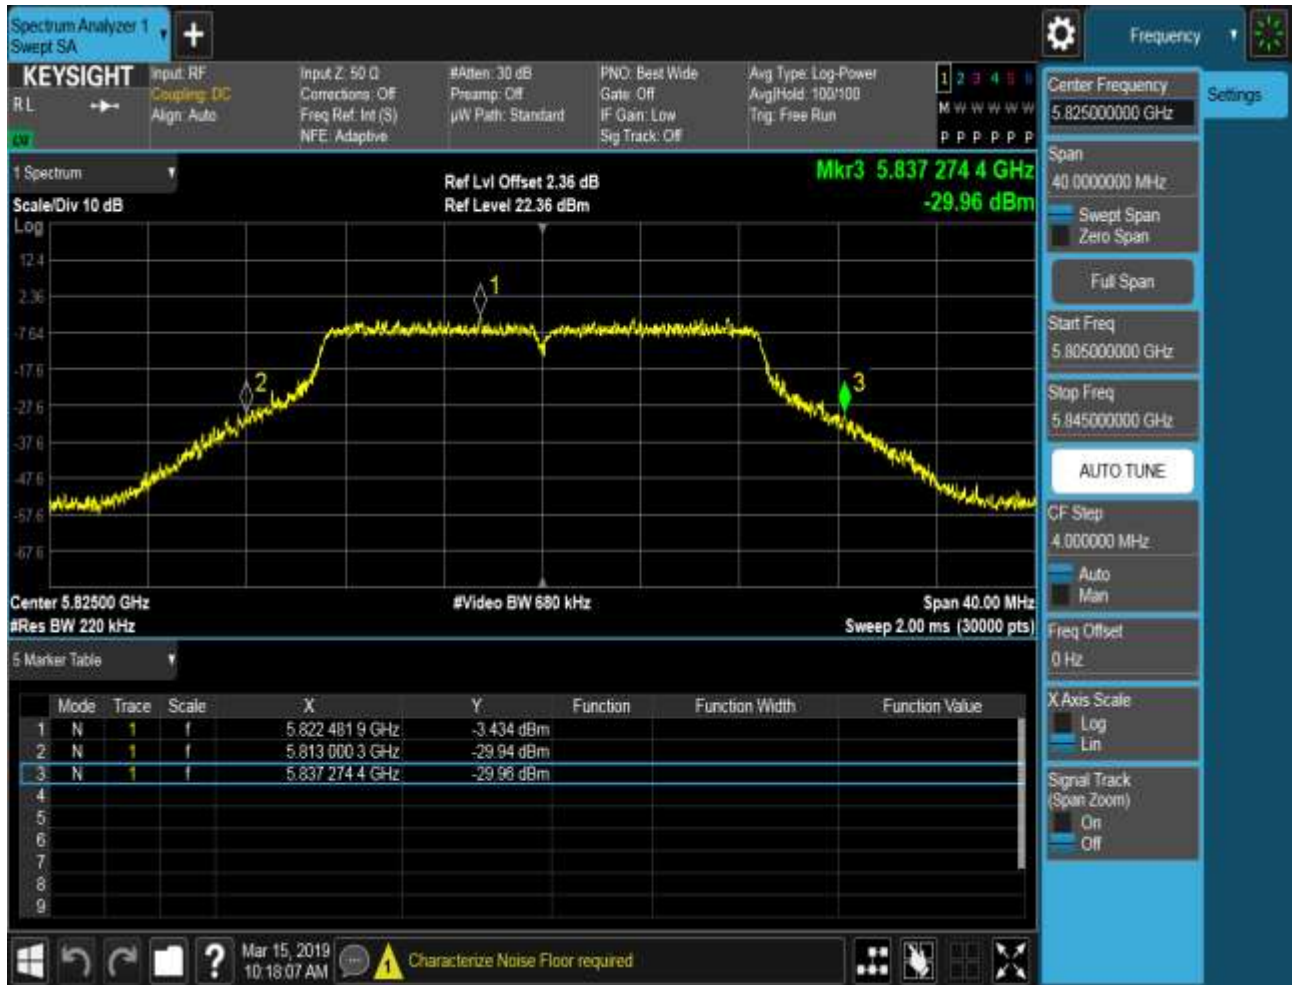 Spectrum Analyzer 1
Swept SA
Frequency
KEYSIGHT
Input: RF
Coupling: DC
Align: Auto
Input Z: 50 Ω
Corrections: Off
Freq Ref: Int (S)
NFE: Adaptive
#Atten: 30 dB
Preamp: Off
µW Path: Standard
PNO: Best Wide
Gate: Off
IF Gain: Low
Sig Track: Off
Avg Type: Log-Power
Avg|Hold: 100/100
Trig: Free Run
1 2 3 4 5 6
M W W W W W
P P P P P P
R L
1 Spectrum
Scale/Div 10 dB
Ref Lvl Offset 2.36 dB
Ref Level 22.36 dBm
Mkr3 5.837 274 4 GHz
-29.96 dBm
Log
12.4
2.36
-7.64
-17.6
-27.6
-37.6
-47.6
-57.6
-67.6
1
2
3
Center 5.82500 GHz
#Video BW 680 kHz
Span 40.00 MHz
#Res BW 220 kHz
Sweep 2.00 ms (30000 pts)
5 Marker Table
Mode Trace Scale X Y Function Function Width Function Value
1 N 1 f 5.822 481 9 GHz -3.434 dBm
2 N 1 f 5.813 000 3 GHz -29.94 dBm
3 N 1 f 5.837 274 4 GHz -29.96 dBm
4
5
6
7
8
9
Mar 15, 2019
10:18:07 AM
?
1
Characterize Noise Floor required
Center Frequency
5.825000000 GHz
Settings
Span
40.0000000 MHz
Swept Span
Zero Span
Full Span
Start Freq
5.805000000 GHz
Stop Freq
5.845000000 GHz
AUTO TUNE
CF Step
4.000000 MHz
Auto
Man
Freq Offset
0 Hz
X Axis Scale
Log
Lin
Signal Track
(Span Zoom)
On
Off